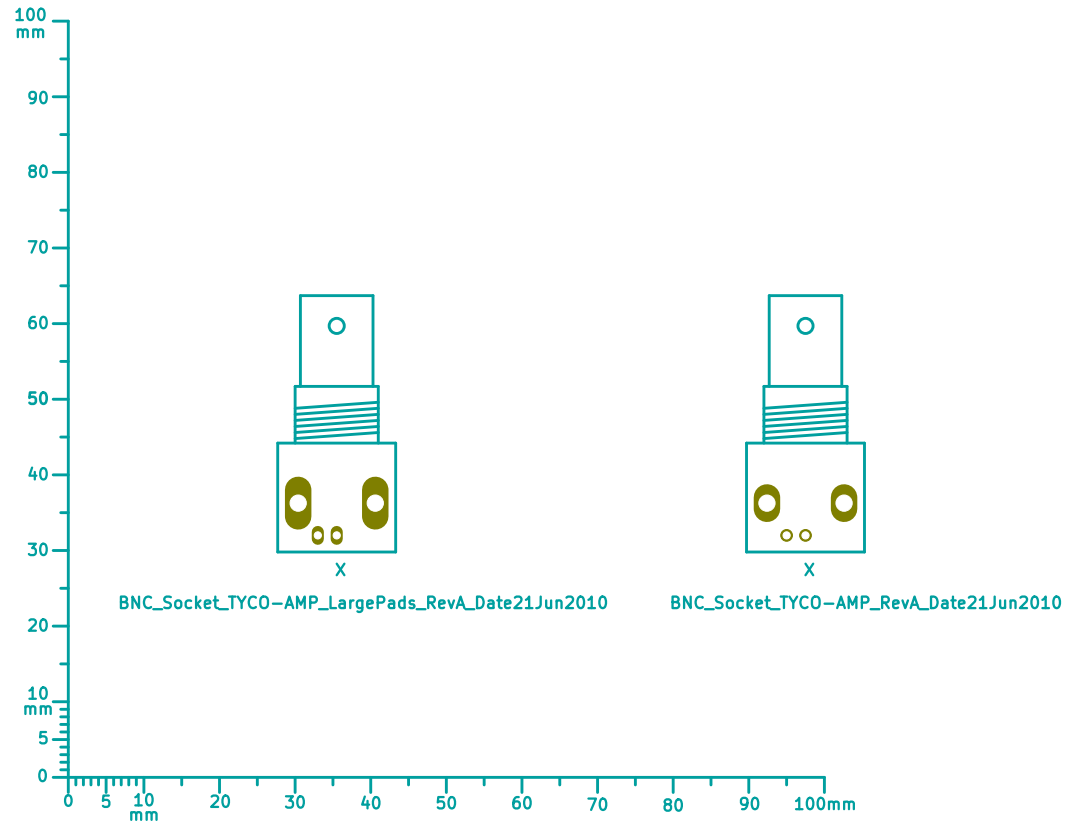 100
mm
90
80
70
60
50
40
30
X X
BNC_Socket_TYCO-AMP_LargePads_RevA_Date21Jun2010 BNC_Socket_TYCO-AMP_RevA_Date21Jun2010
20
10
mm
5
0
0 5 10 20 30 40 50 60 70 80 90 100mm
mm